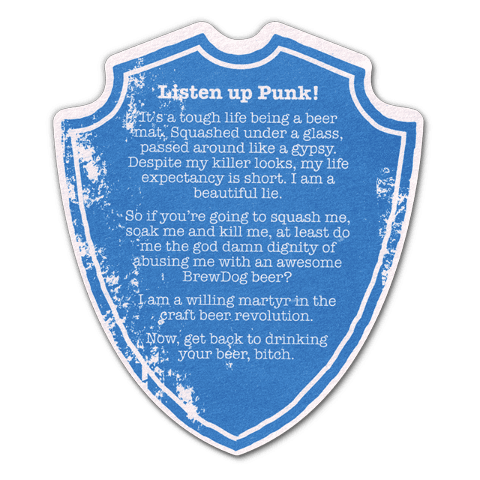 Listen up Punk!
It's a tough life being a beer
mat. Squashed under a glass,
passed around like a gypsy.
Despite my killer looks, my life
expectancy is short. I am a
beautiful lie.
So if you're going to squash me,
soak me and kill me, at least do
me the god damn dignity of
abusing me with an awesome
BrewDog beer?
I am a willing martyr in the
craft beer revolution.
Now, get back to drinking
your beer, bitch.